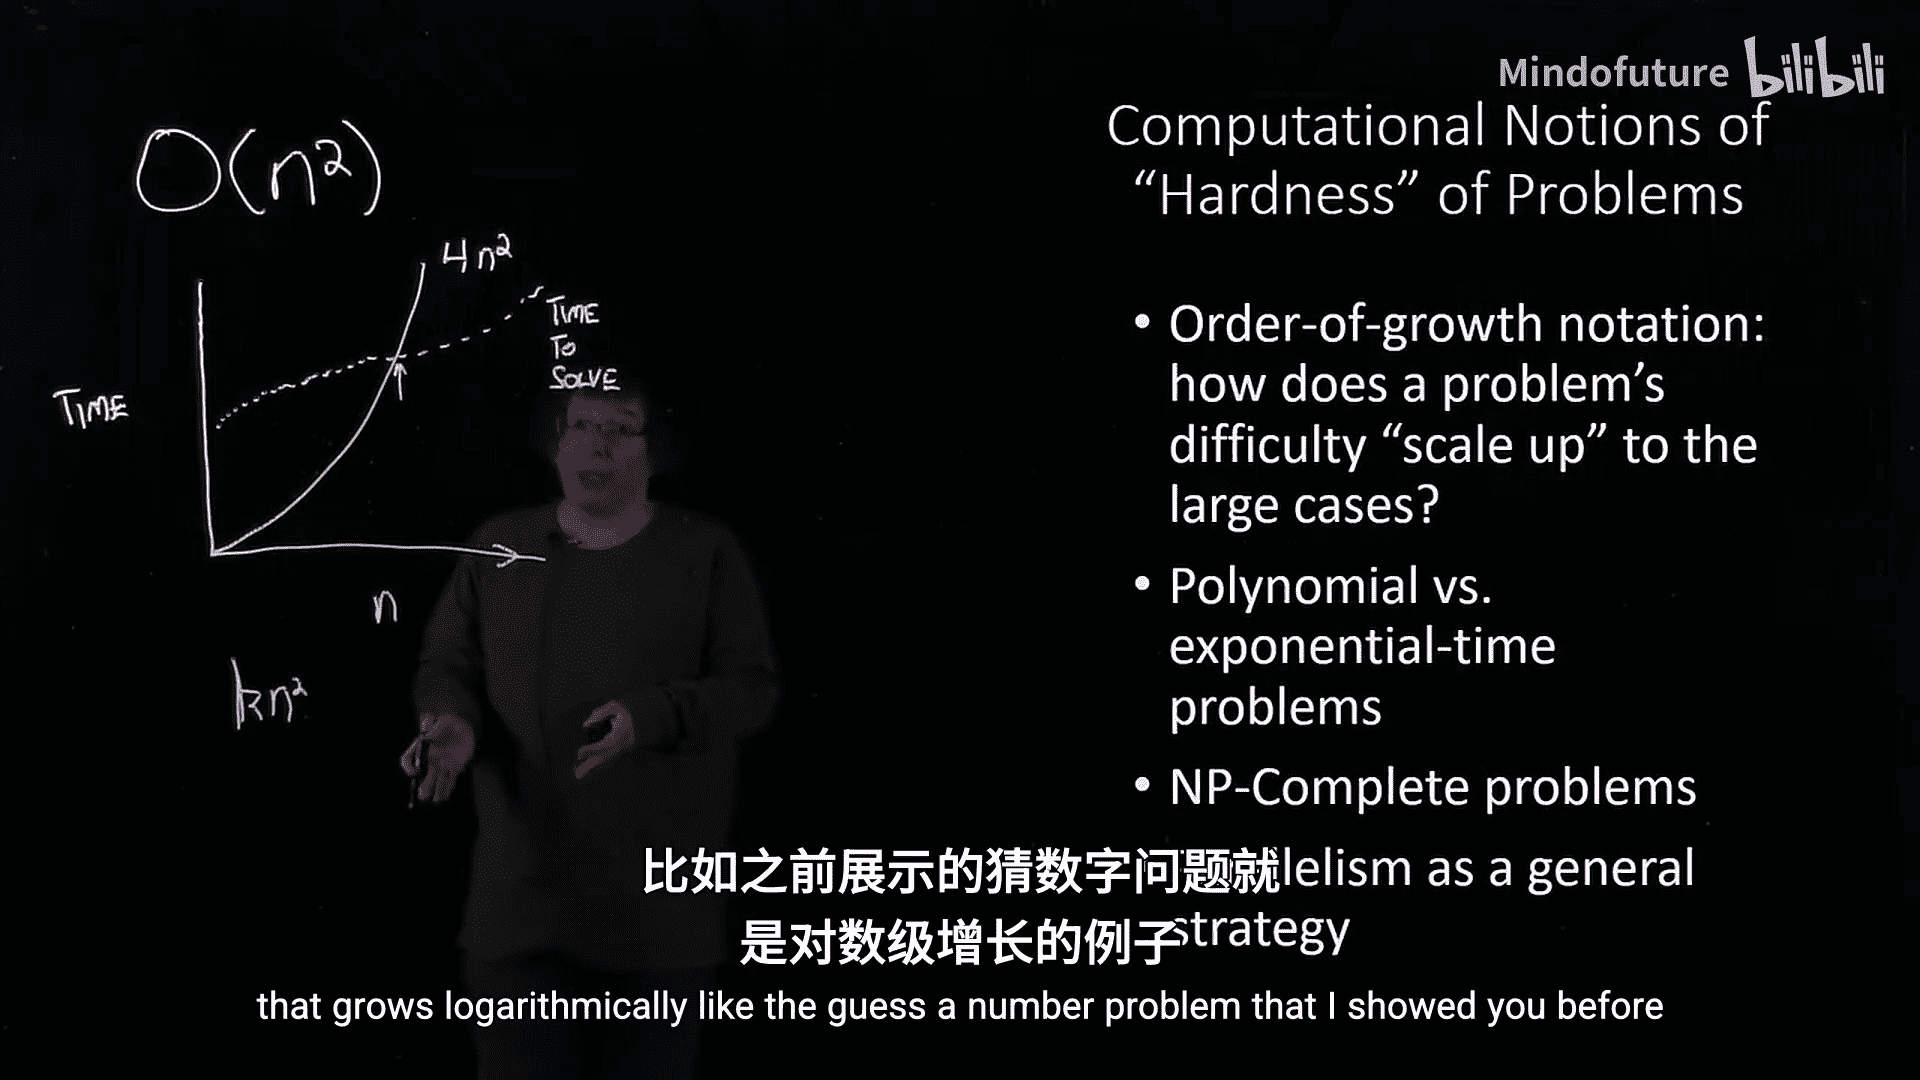 Mindofuture bilibili
Computational Notions of
“Hardness” of Problems
O(n²)
4n²
TIME
TO
SOLVE
TIME
n
kn²
• Order-of-growth notation:
how does a problem’s
difficulty “scale up” to the
large cases?
• Polynomial vs.
exponential-time
problems
• NP-Complete problems
lelism as a general
strategy
比如之前展示的猜数字问题就
是对数级增长的例子
that grows logarithmically like the guess a number problem that I showed you before